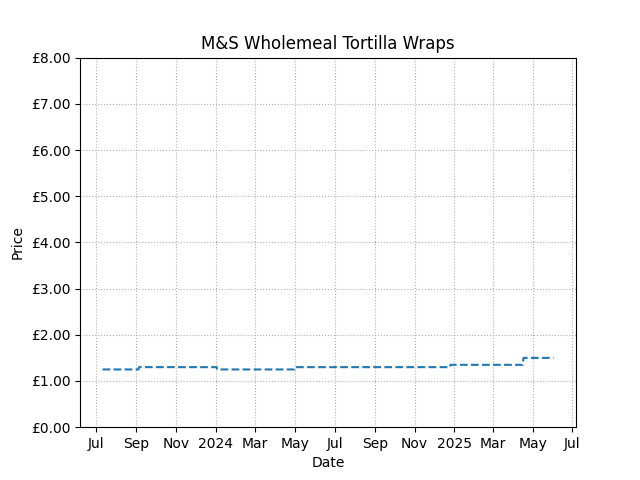 M&S Wholemeal Tortilla Wraps
£8.00
£7.00
£6.00
£5.00
£4.00
£3.00
£2.00
£1.00
£0.00
Price
Jul Sep Nov 2024 Mar May Jul Sep Nov 2025 Mar May Jul
Date